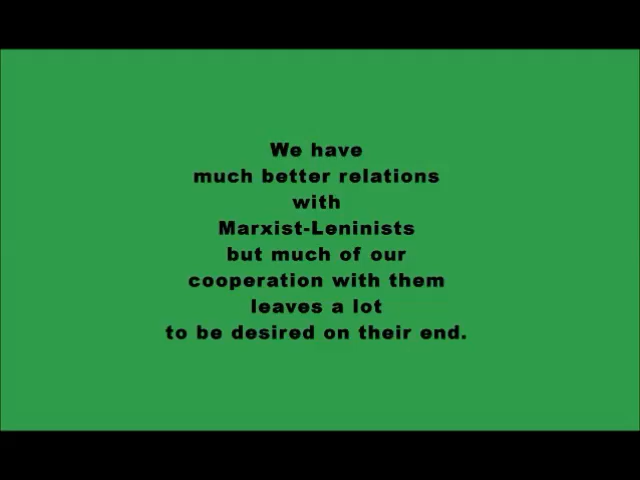 We have
much better relations
with
Marxist-Leninists
but much of our
cooperation with them
leaves a lot
to be desired on their end.